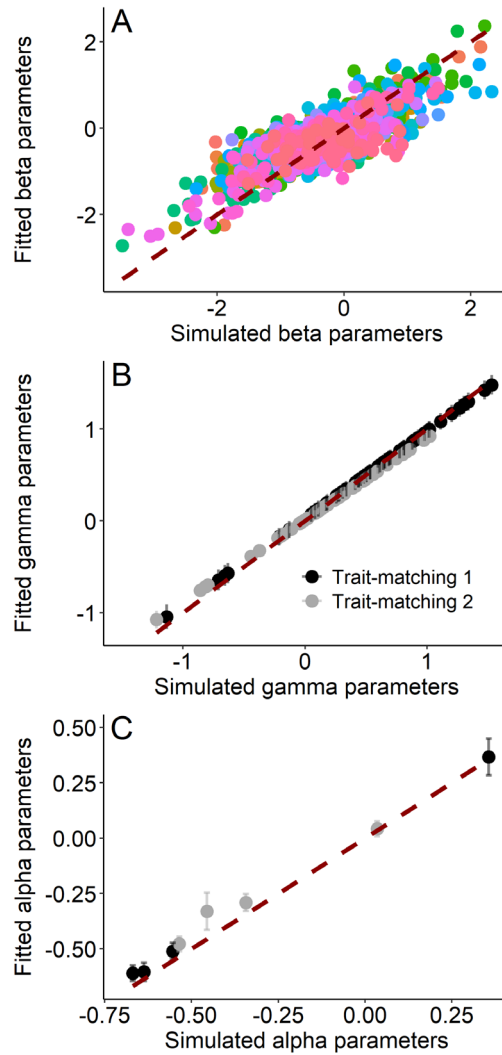 A
Fitted beta parameters
2
0
-2
-2 0 2
Simulated beta parameters
B
Fitted gamma parameters
1
0
-1
Trait-matching 1
Trait-matching 2
-1 0 1
Simulated gamma parameters
C
Fitted alpha parameters
0.50
0.25
0.00
-0.25
-0.50
-0.75 -0.50 -0.25 0.00 0.25
Simulated alpha parameters